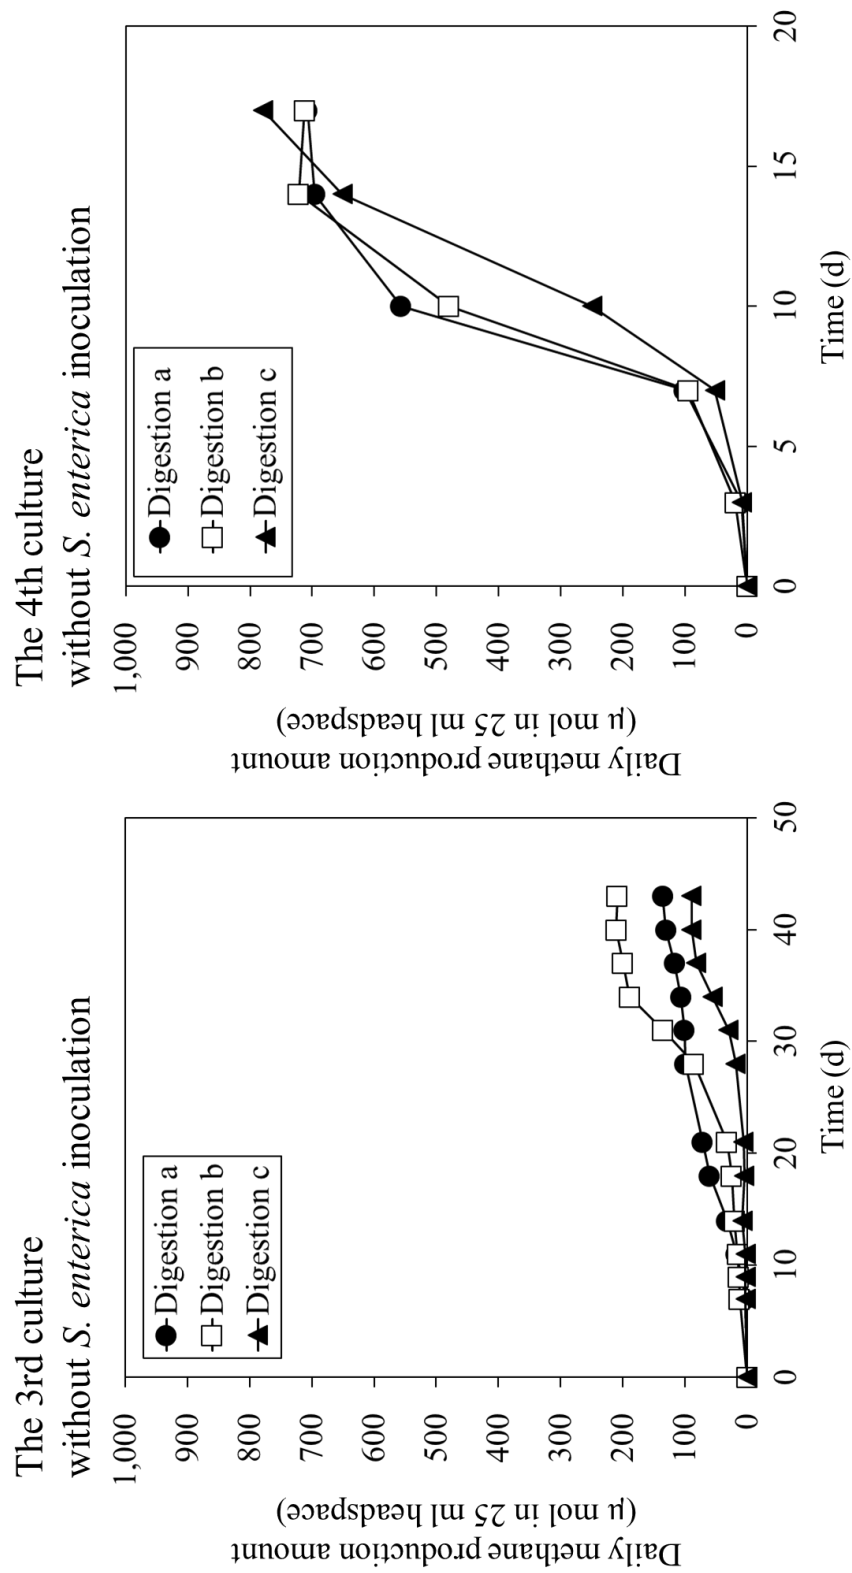 The 3rd culture
without S. enterica inoculation
Daily methane production amount
(μ mol in 25 ml headspace)
1,000
900
800
700
600
500
400
300
200
100
0
Digestion a
Digestion b
Digestion c
0
10
20
30
40
50
Time (d)
The 4th culture
without S. enterica inoculation
Daily methane production amount
(μ mol in 25 ml headspace)
1,000
900
800
700
600
500
400
300
200
100
0
Digestion a
Digestion b
Digestion c
0
5
10
15
20
Time (d)